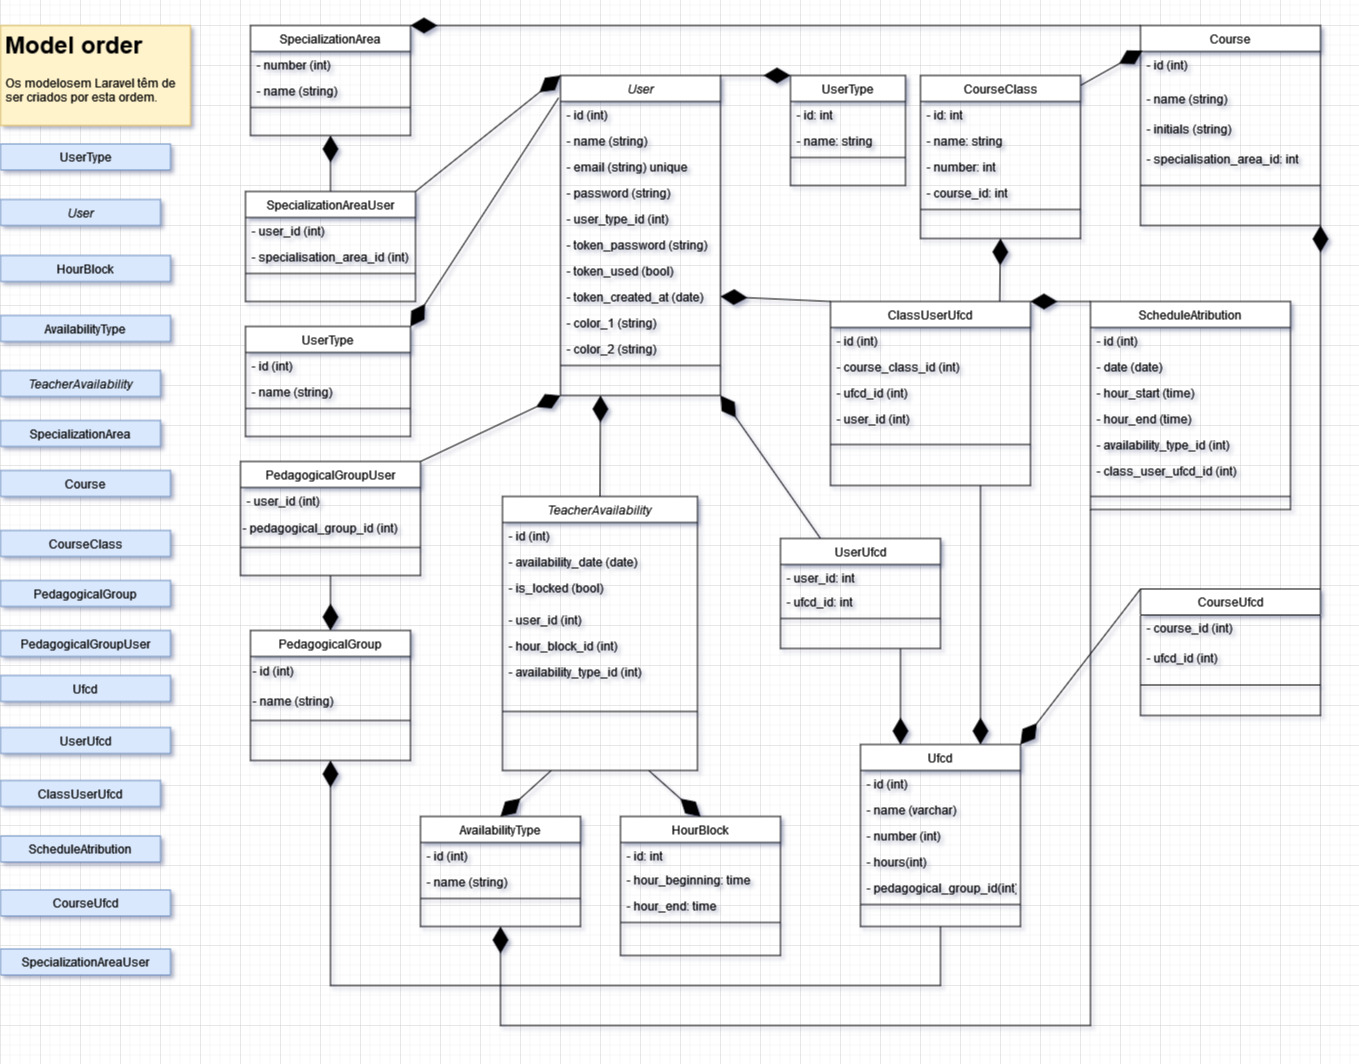 Model order
Os modelosem Laravel têm de
ser criados por esta ordem.
UserType
User
HourBlock
AvailabilityType
TeacherAvailability
SpecializationArea
Course
CourseClass
PedagogicalGroup
PedagogicalGroupUser
Ufcd
UserUfcd
ClassUserUfcd
ScheduleAtribution
CourseUfcd
SpecializationAreaUser
SpecializationArea
- number (int)
- name (string)
SpecializationAreaUser
- user_id (int)
- specialisation_area_id (int)
UserType
- id (int)
- name (string)
PedagogicalGroupUser
- user_id (int)
- pedagogical_group_id (int)
PedagogicalGroup
- id (int)
- name (string)
User
- id (int)
- name (string)
- email (string) unique
- password (string)
- user_type_id (int)
- token_password (string)
- token_used (bool)
- token_created_at (date)
- color_1 (string)
- color_2 (string)
TeacherAvailability
- id (int)
- availability_date (date)
- is_locked (bool)
- user_id (int)
- hour_block_id (int)
- availability_type_id (int)
AvailabilityType
- id (int)
- name (string)
HourBlock
- id: int
- hour_beginning: time
- hour_end: time
UserType
- id: int
- name: string
CourseClass
- id: int
- name: string
- number: int
- course_id: int
Course
- id (int)
- name (string)
- initials (string)
- specialisation_area_id: int
ClassUserUfcd
- id (int)
- course_class_id (int)
- ufcd_id (int)
- user_id (int)
ScheduleAtribution
- id (int)
- date (date)
- hour_start (time)
- hour_end (time)
- availability_type_id (int)
- class_user_ufcd_id (int)
UserUfcd
- user_id: int
- ufcd_id: int
CourseUfcd
- course_id (int)
- ufcd_id (int)
Ufcd
- id (int)
- name (varchar)
- number (int)
- hours(int)
- pedagogical_group_id(int)